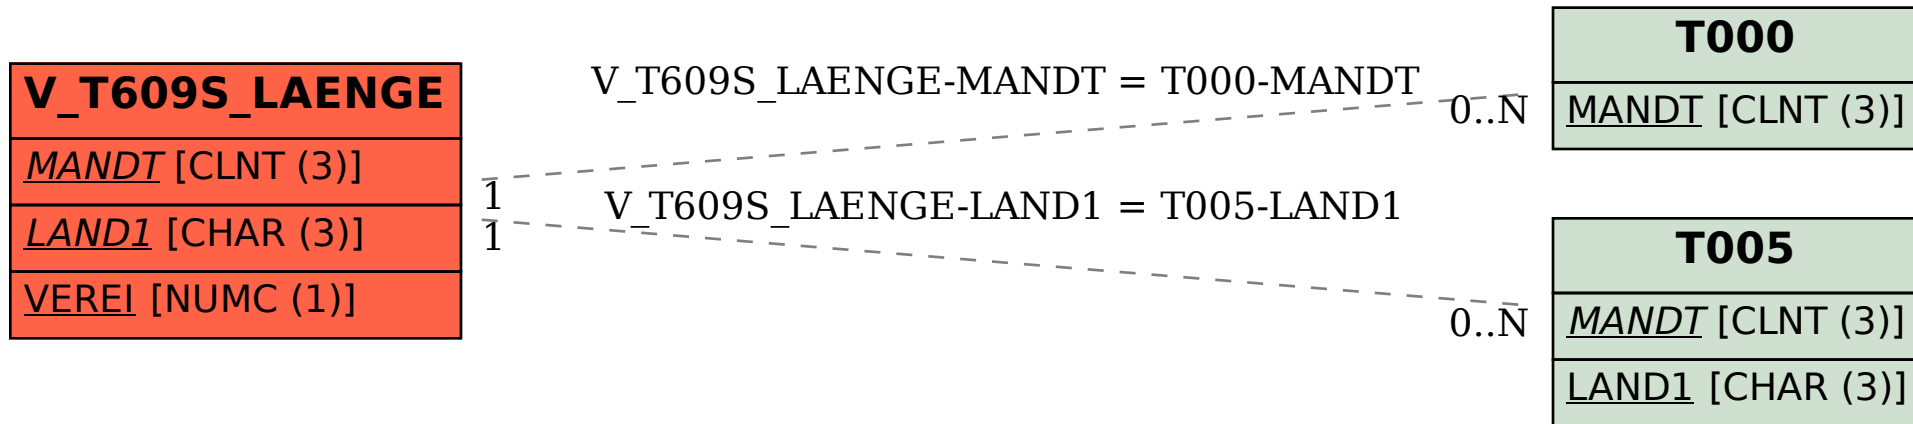 V_T609S_LAENGE
MANDT [CLNT (3)]
LAND1 [CHAR (3)]
VEREI [NUMC (1)]
V_T609S_LAENGE-MANDT = T000-MANDT
0..N
1
V_T609S_LAENGE-LAND1 = T005-LAND1
1
0..N
T000
MANDT [CLNT (3)]
T005
MANDT [CLNT (3)]
LAND1 [CHAR (3)]